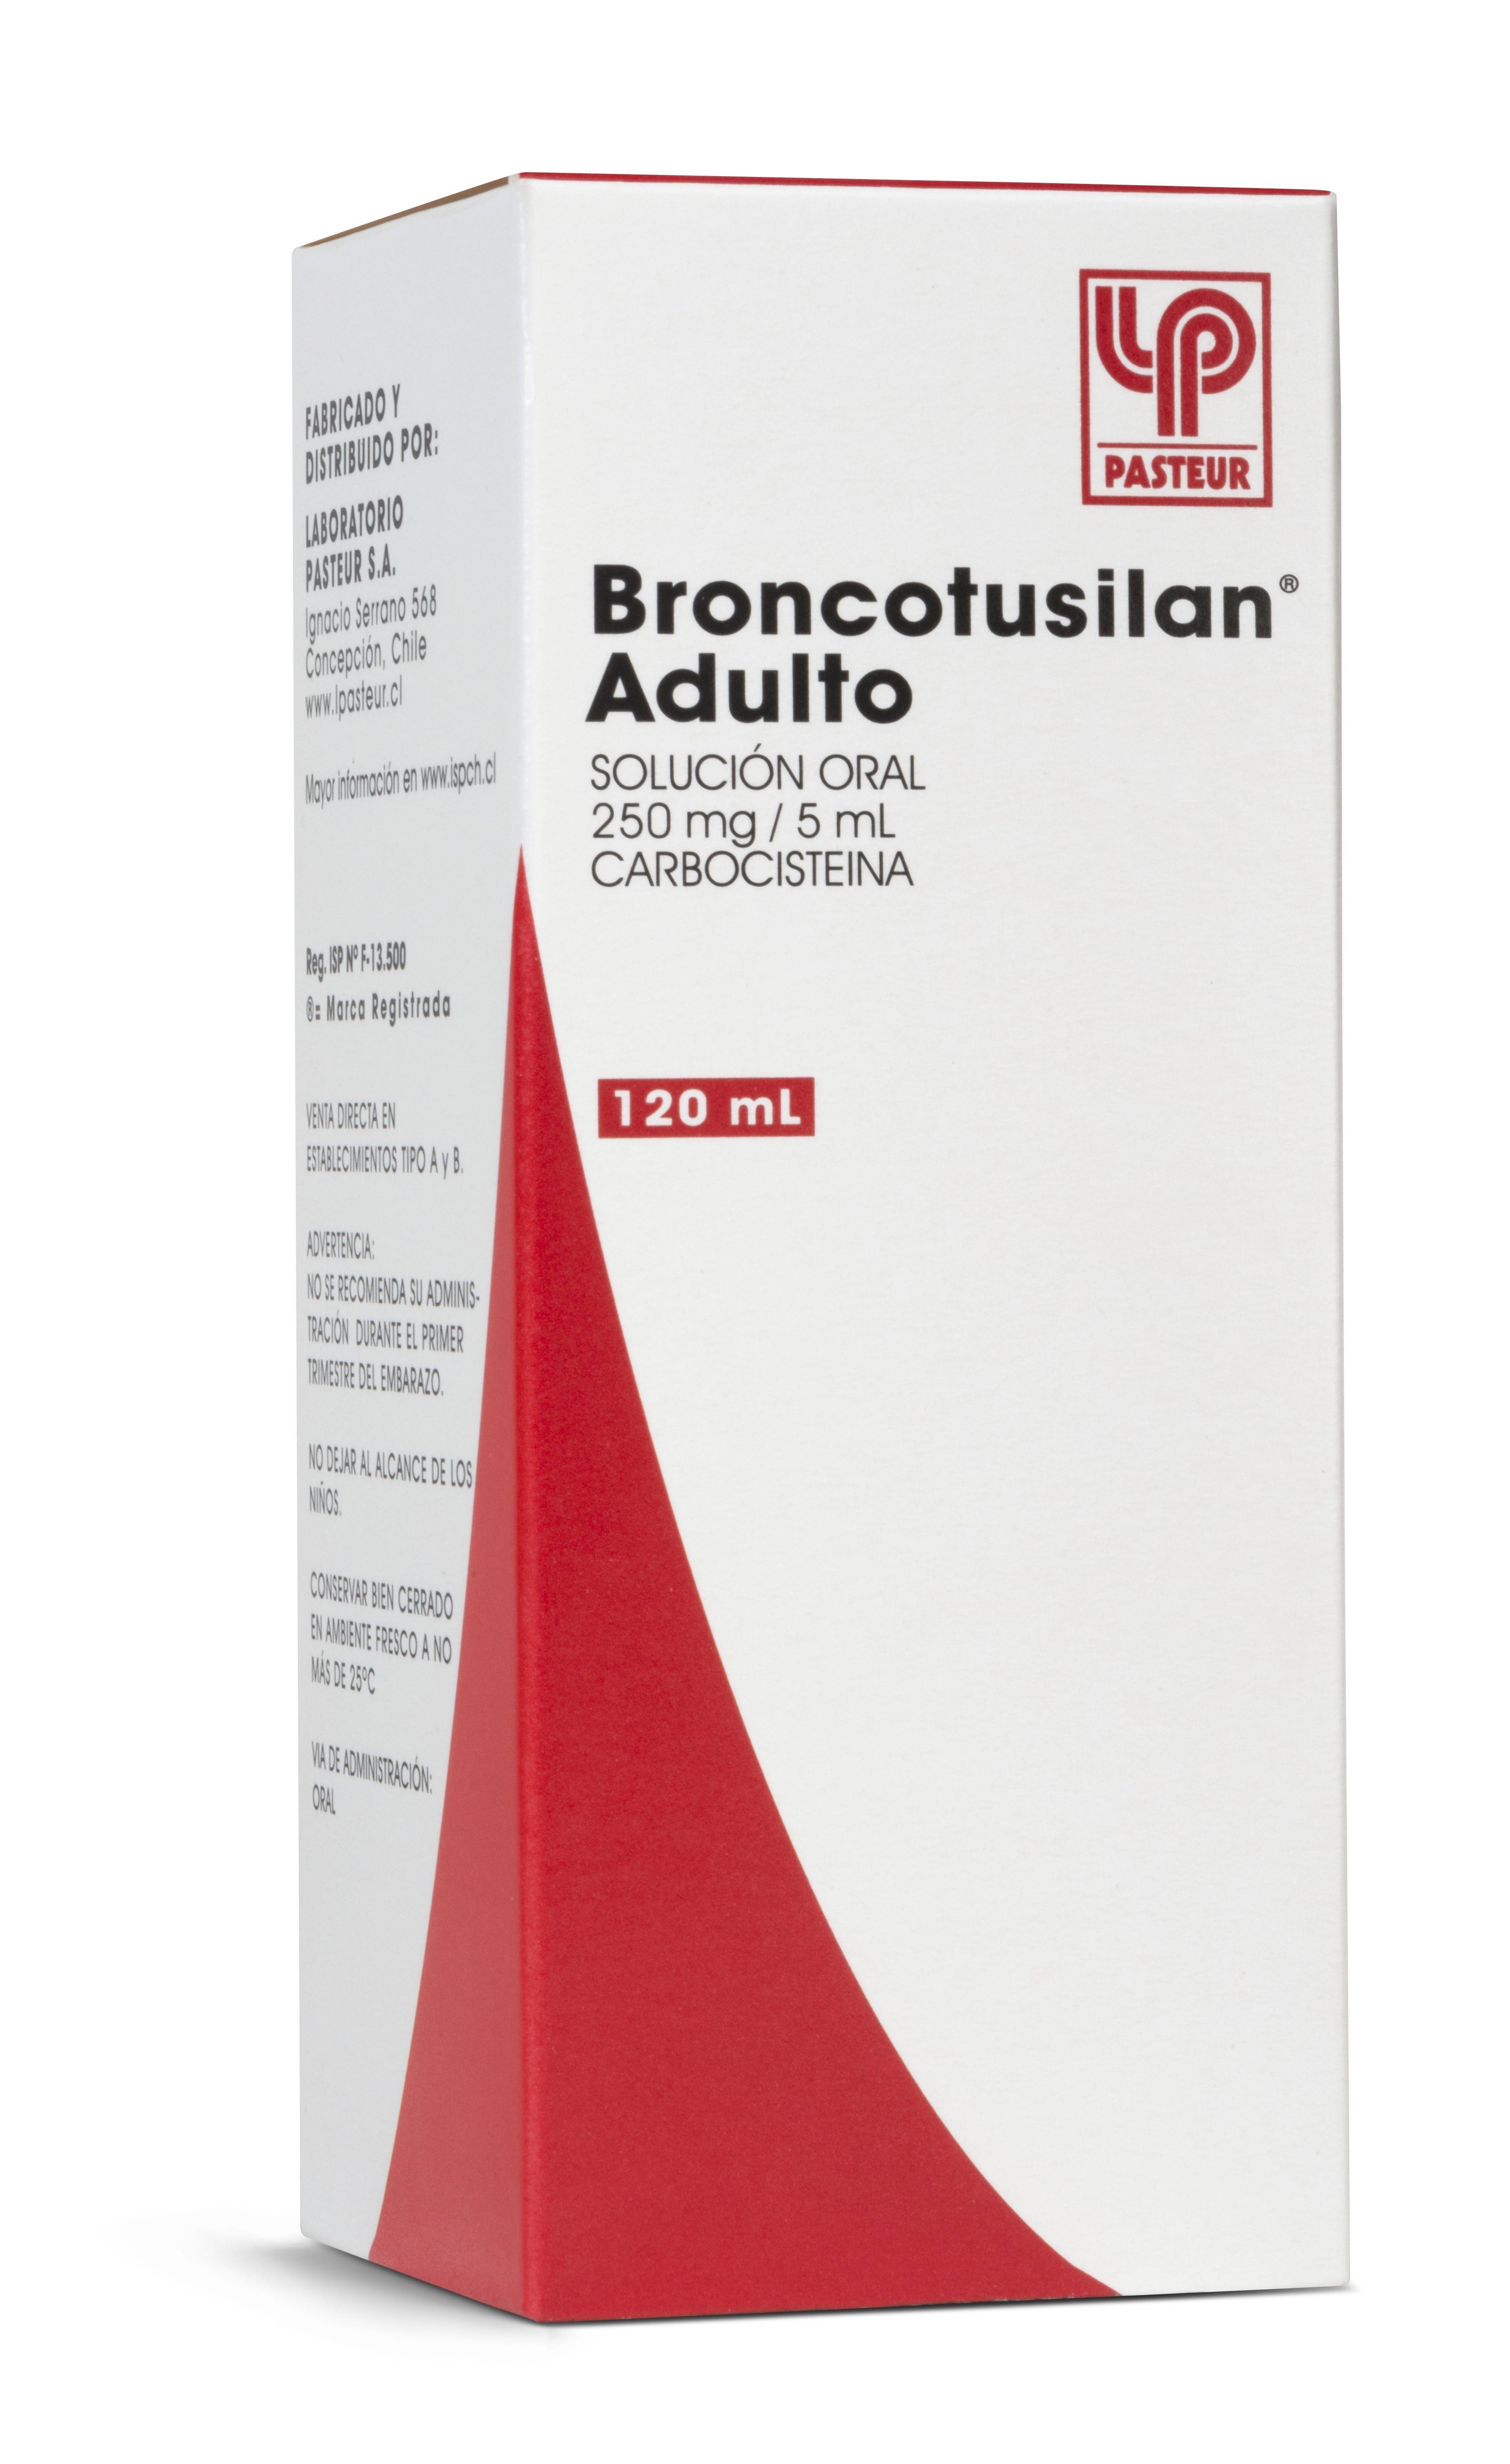 LP
PASTEUR
Broncotusilan®
Adulto
SOLUCIÓN ORAL
250 mg / 5 mL
CARBOCISTEINA
120 mL
FABRICADO Y
DISTRIBUIDO POR:
LABORATORIO
PASTEUR S.A.
Ignacio Serrano 568
Concepción, Chile
www.lpasteur.cl
Mayor información en www.ispch.cl
Reg. ISP Nº F-13.500
®= Marca Registrada
VENTA DIRECTA EN
ESTABLECIMIENTOS TIPO A y B.
ADVERTENCIA:
NO SE RECOMIENDA SU ADMINIS-
TRACIÓN DURANTE EL PRIMER
TRIMESTRE DEL EMBARAZO.
NO DEJAR AL ALCANCE DE LOS
NIÑOS.
CONSERVAR BIEN CERRADO
EN AMBIENTE FRESCO A NO
MÁS DE 25ºC
VIA DE ADMINISTRACIÓN:
ORAL